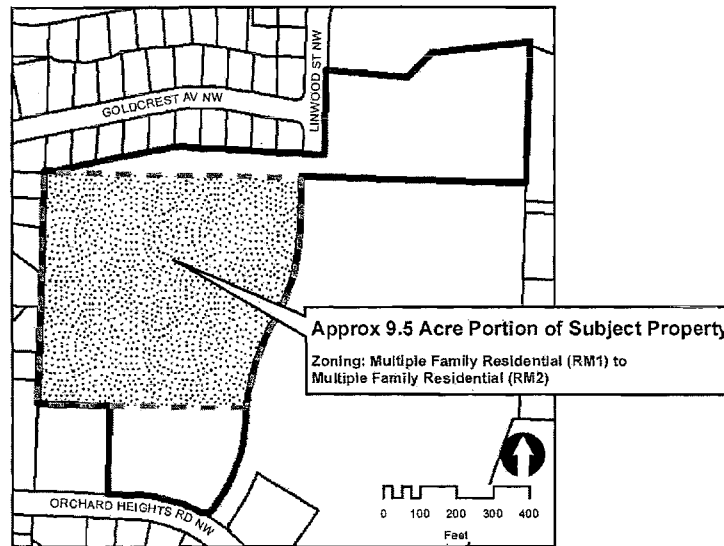 GOLDCREST AV NW
LINWOOD ST NW
Approx 9.5 Acre Portion of Subject Property
Zoning: Multiple Family Residential (RM1) to
Multiple Family Residential (RM2)
ORCHARD HEIGHTS RD NW
0 100 200 300 400
Feet